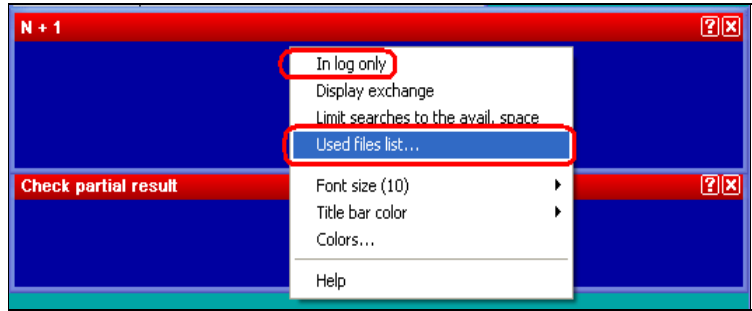 N + 1
In log only
Display exchange
Limit searches to the avail. space
Used files list...
Check partial result
Font size (10)
Title bar color
Colors...
Help